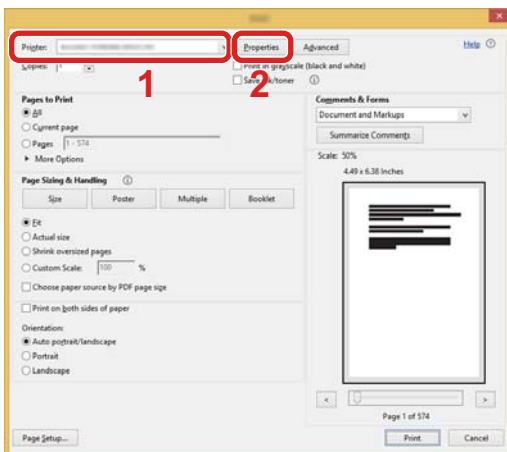 Printer: Properties Advanced Help
1 2
Copies: 1 Print in grayscale (black and white)
Save ink/toner
Pages to Print
All
Current page
Pages 1 - 574
More Options
Page Sizing & Handling
Size Poster Multiple Booklet
Fit
Actual size
Shrink oversized pages
Custom Scale: 100 %
Choose paper source by PDF page size
Print on both sides of paper
Orientation:
Auto portrait/landscape
Portrait
Landscape
Comments & Forms
Document and Markups
Summarize Comments
Scale: 50%
4.49 x 6.38 Inches
< >
Page 1 of 574
Page Setup... Print Cancel